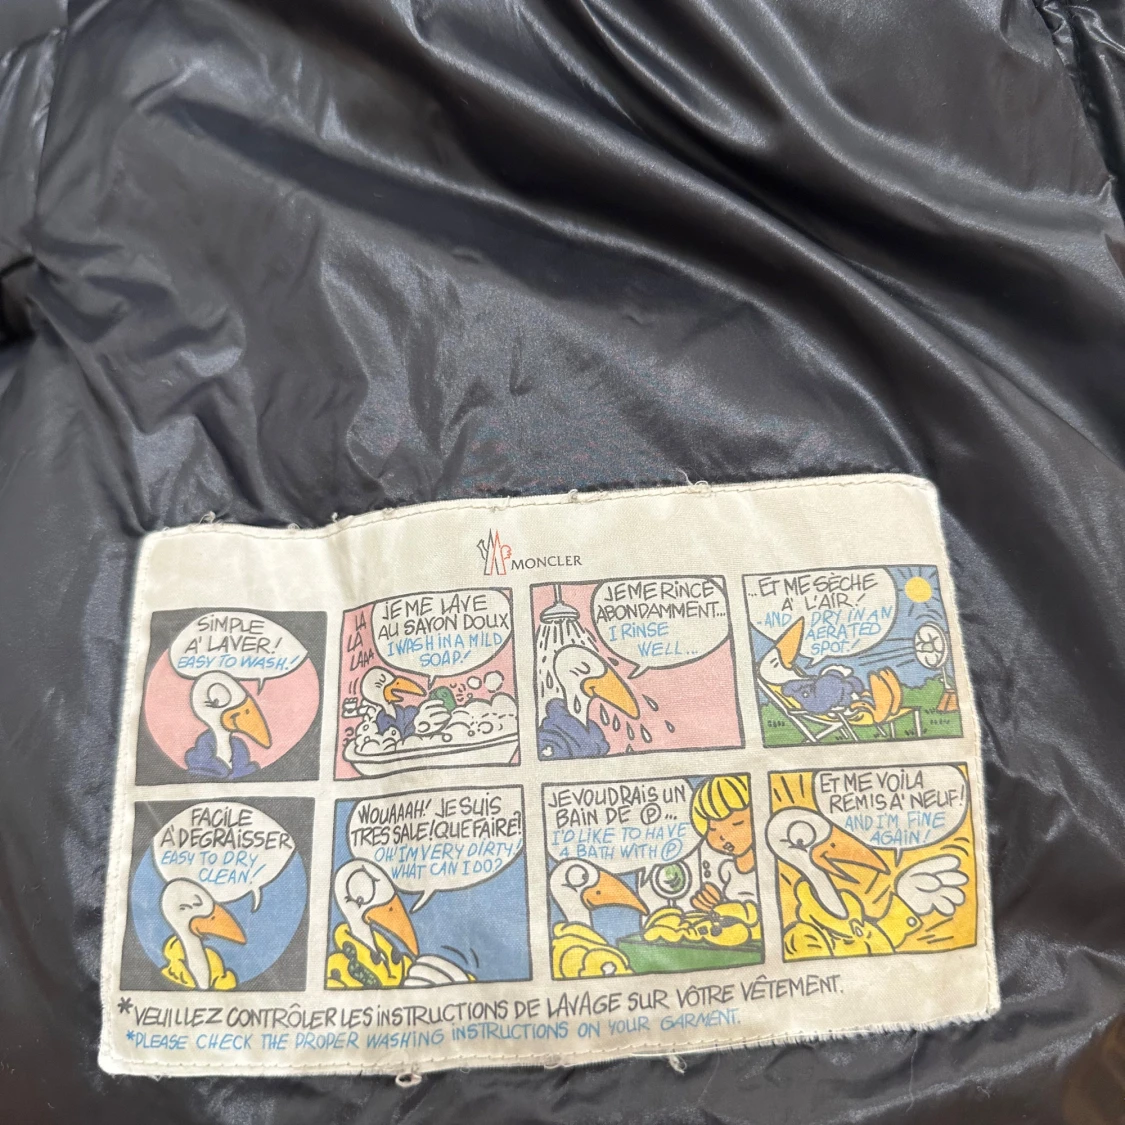 MONCLER
SIMPLE
A' LAVER!
EASY TO WASH!
LA
LA
LAAA
JE ME LAVE
AU SAVON DOUX
I WASH IN A MILD
SOAP!
JE ME RINCE
ABONDAMMENT...
I RINSE
WELL...
...ET ME SÈCHE
A' L'AIR!
-AND DRY IN AN
AERATED
SPOT!
FACILE
A' DEGRAISSER
EASY TO DRY
CLEAN!
WOUAAAH! JE SUIS
TRES SALE! QUE FAIRE?
OH! I'M VERY DIRTY!
WHAT CAN I DO?
JE VOUDRAIS UN
BAIN DE Ⓟ...
I'D LIKE TO HAVE
A BATH WITH Ⓟ
ET ME VOILA
REMIS A' NEUF!
AND I'M FINE
AGAIN!
*VEUILLEZ CONTRÔLER LES INSTRUCTIONS DE LAVAGE SUR VÔTRE VÊTEMENT.
*PLEASE CHECK THE PROPER WASHING INSTRUCTIONS ON YOUR GARMENT.